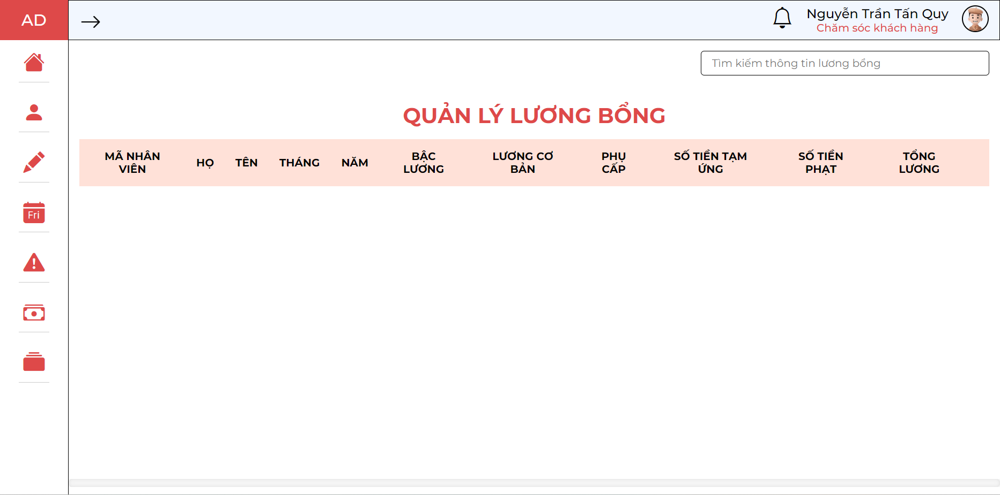 AD
Nguyễn Trần Tấn Quy
Chăm sóc khách hàng
Tìm kiếm thông tin lương bổng
QUẢN LÝ LƯƠNG BỔNG
MÃ NHÂN
VIÊN
HỌ
TÊN
THÁNG
NĂM
BẬC
LƯƠNG
LƯƠNG CƠ
BẢN
PHỤ
CẤP
SỐ TIỀN TẠM
ỨNG
SỐ TIỀN
PHẠT
TỔNG
LƯƠNG
Fri